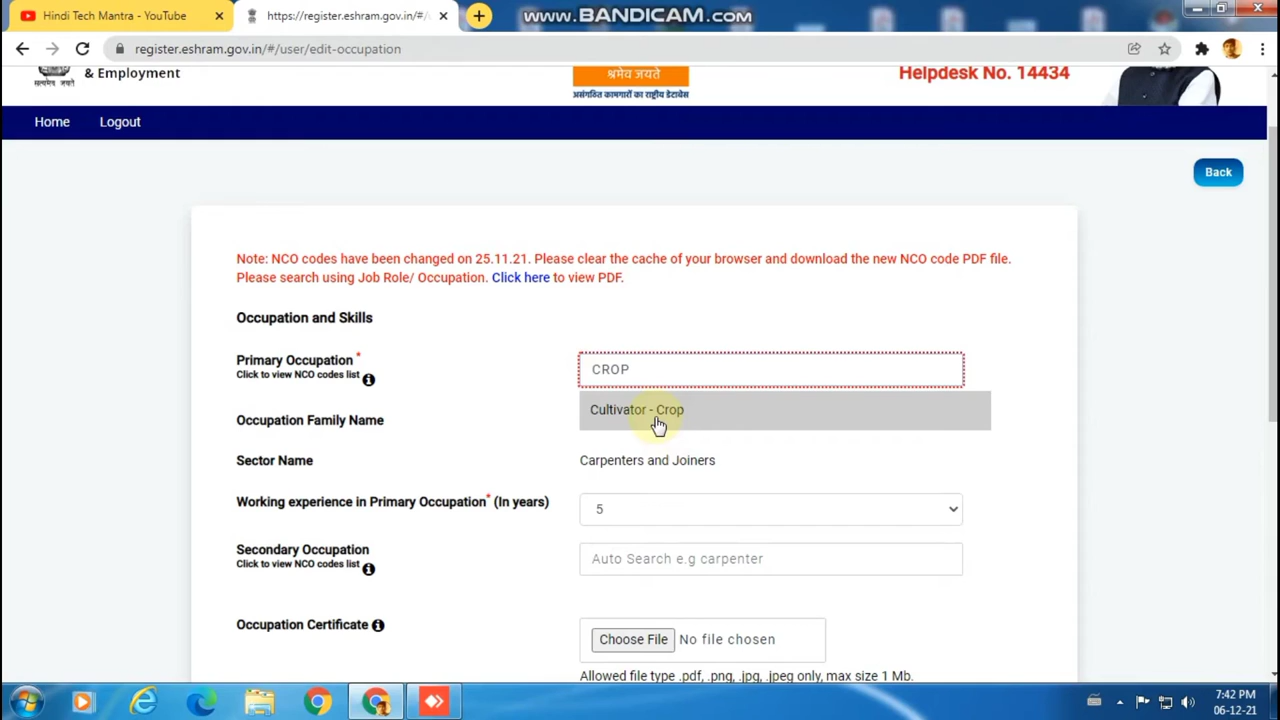 Hindi Tech Mantra - YouTube
https://register.eshram.gov.in/#/u
www.BANDICAM.com
register.eshram.gov.in/#/user/edit-occupation
सत्यमेव जयते
& Employment
श्रमेव जयते
असंगठित कामगारों का राष्ट्रीय डेटाबेस
Helpdesk No. 14434
Home
Logout
Back
Note: NCO codes have been changed on 25.11.21. Please clear the cache of your browser and download the new NCO code PDF file.
Please search using Job Role/ Occupation. Click here to view PDF.
Occupation and Skills
Primary Occupation *
Click to view NCO codes list
CROP
Cultivator - Crop
Occupation Family Name
Sector Name
Carpenters and Joiners
Working experience in Primary Occupation* (In years)
5
Secondary Occupation
Click to view NCO codes list
Auto Search e.g carpenter
Occupation Certificate
Choose File No file chosen
Allowed file type .pdf, .png, .jpg, .jpeg only, max size 1 Mb.
7:42 PM
06-12-21